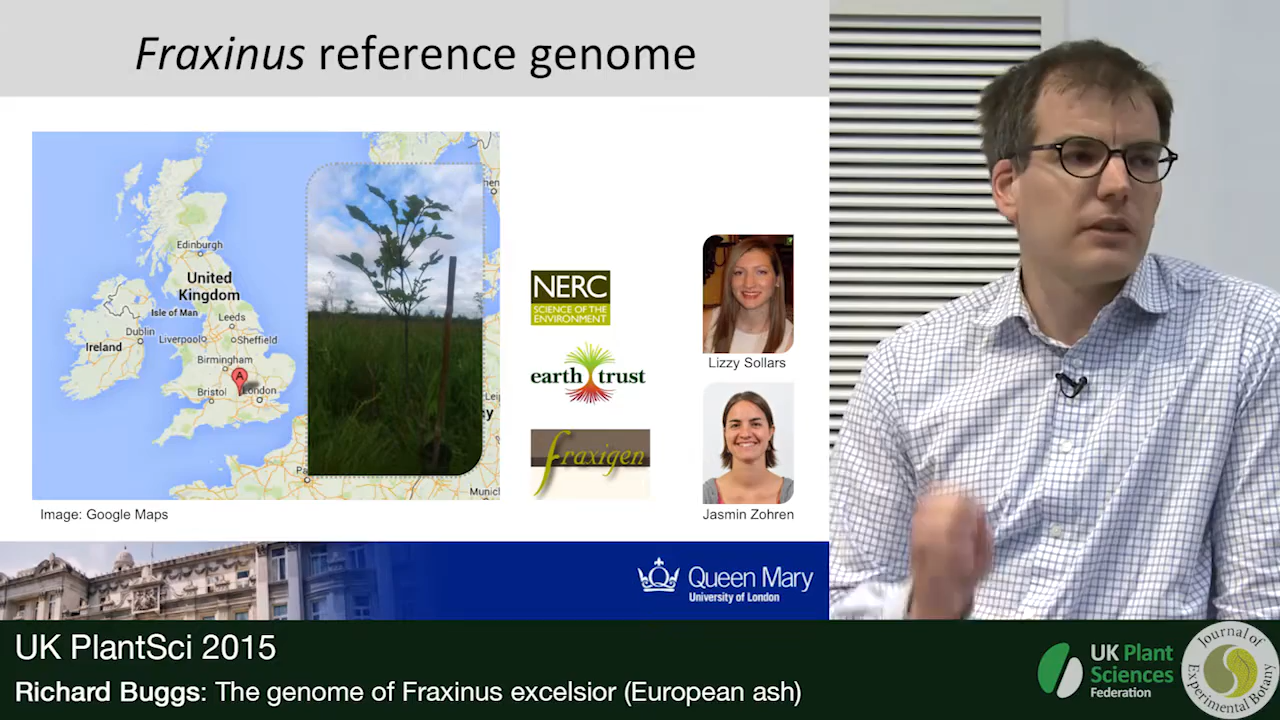 Fraxinus reference genome
Edinburgh
United
Kingdom
Isle of Man
Leeds
Dublin
Liverpool
Sheffield
Ireland
Birmingham
A
Bristol
London
Munic
Image: Google Maps
NERC
SCIENCE OF THE
ENVIRONMENT
earth trust
fraxigen
Lizzy Sollars
Jasmin Zohren
Queen Mary
University of London
UK PlantSci 2015
Richard Buggs: The genome of Fraxinus excelsior (European ash)
UK Plant
Sciences
Federation
Journal of
Experimental Botany